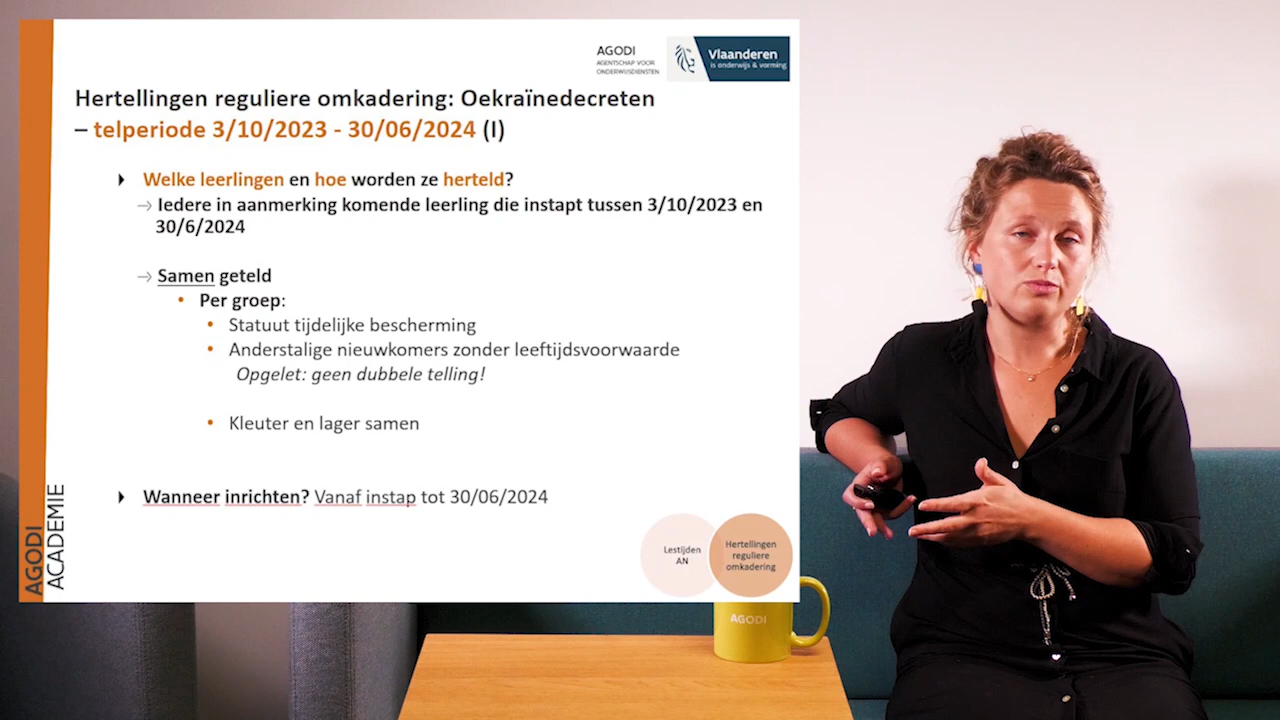 AGODI
AGENTSCHAP VOOR
ONDERWIJSDIENSTEN
Vlaanderen
is onderwijs & vorming
Hertellingen reguliere omkadering: Oekraïnedecreten
– telperiode 3/10/2023 - 30/06/2024 (I)
Welke leerlingen en hoe worden ze herteld?
→ Iedere in aanmerking komende leerling die instapt tussen 3/10/2023 en
30/6/2024
→ Samen geteld
• Per groep:
• Statuut tijdelijke bescherming
• Anderstalige nieuwkomers zonder leeftijdsvoorwaarde
Opgelet: geen dubbele telling!
• Kleuter en lager samen
Wanneer inrichten? Vanaf instap tot 30/06/2024
Lestijden
AN
Hertellingen
reguliere
omkadering
AGODI
ACADEMIE
AGODI